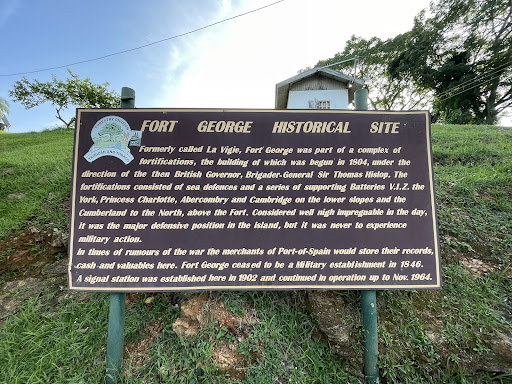 FORT GEORGE HISTORICAL SITE
Formerly called La Vigie, Fort George was part of a complex
of fortifications, the building of which was begun in 1904, under the
direction of the then British Governor, Brigader-General Sir Thomas Hislop. The
fortifications consisted of sea defences and a series of supporting Batteries V.I.Z. the
York, Princess Charlotte, Abercombry and Cambridge on the lower slopes and the
Cumberland to the North, above the Fort. Considered well nigh impregnable in the day,
it was the major defensive position in the island, but it was never to experience
military action.
In times of rumours of the war the merchants of Port-of-Spain would store their records,
cash and valuables here. Fort George ceased to be a Military establishment in 1846.
A signal station was established here in 1902 and continued in operation up to Nov. 1964.